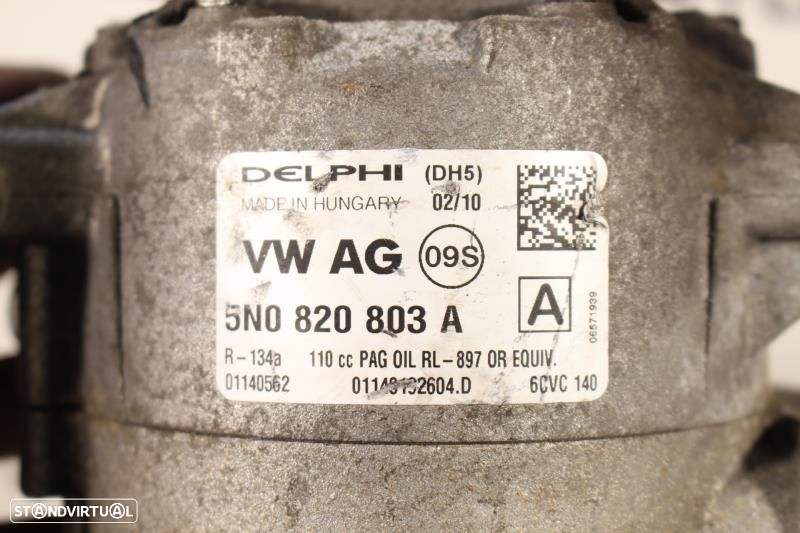 DELPHI (DH5)
MADE IN HUNGARY 02/10
VW AG 09S
5N0 820 803 A A
R-134a 110 cc PAG OIL RL-897 OR EQUIV.
01140562 6CVC 140
06571939
STANDVIRTUAL